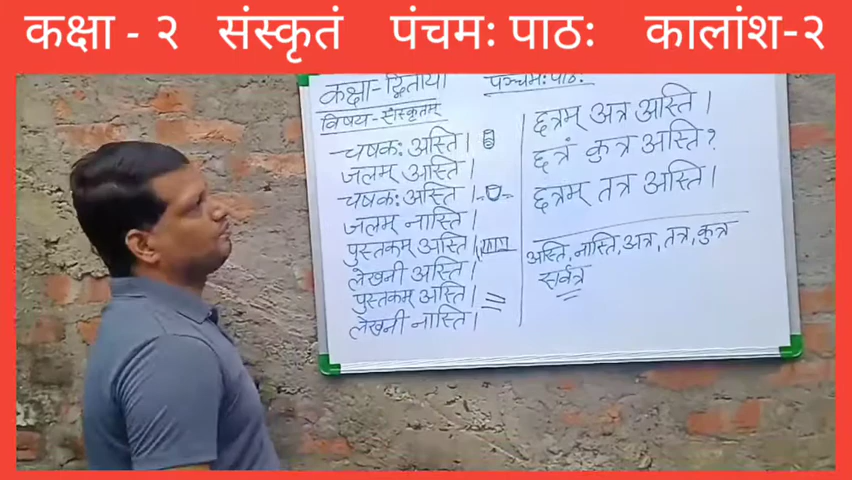 कक्षा - २ संस्कृतं पंचमः पाठः कालांश-२
कक्षा-द्वितीया
विषय-संस्कृतम्
चषकः अस्ति।
जलम् अस्ति।
चषकः अस्ति।
जलम् नास्ति।
पुस्तकम् अस्ति।
लेखनी अस्ति।
पुस्तकम् अस्ति।
लेखनी नास्ति।
पञ्चमः पाठः
छत्रम् अत्र अस्ति।
छत्रं कुत्र अस्ति?
छत्रम् तत्र अस्ति।
अस्ति, नास्ति, अत्र, तत्र, कुत्र
सर्वत्र